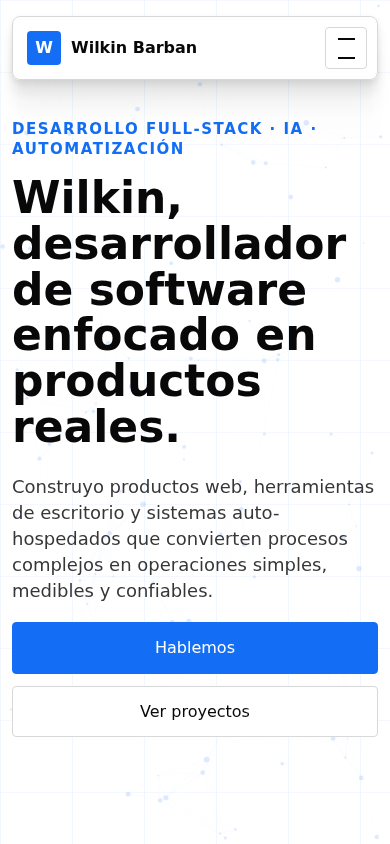 W Wilkin Barban
DESARROLLO FULL-STACK · IA ·
AUTOMATIZACIÓN
Wilkin,
desarrollador
de software
enfocado en
productos
reales.
Construyo productos web, herramientas
de escritorio y sistemas auto-
hospedados que convierten procesos
complejos en operaciones simples,
medibles y confiables.
Hablemos
Ver proyectos